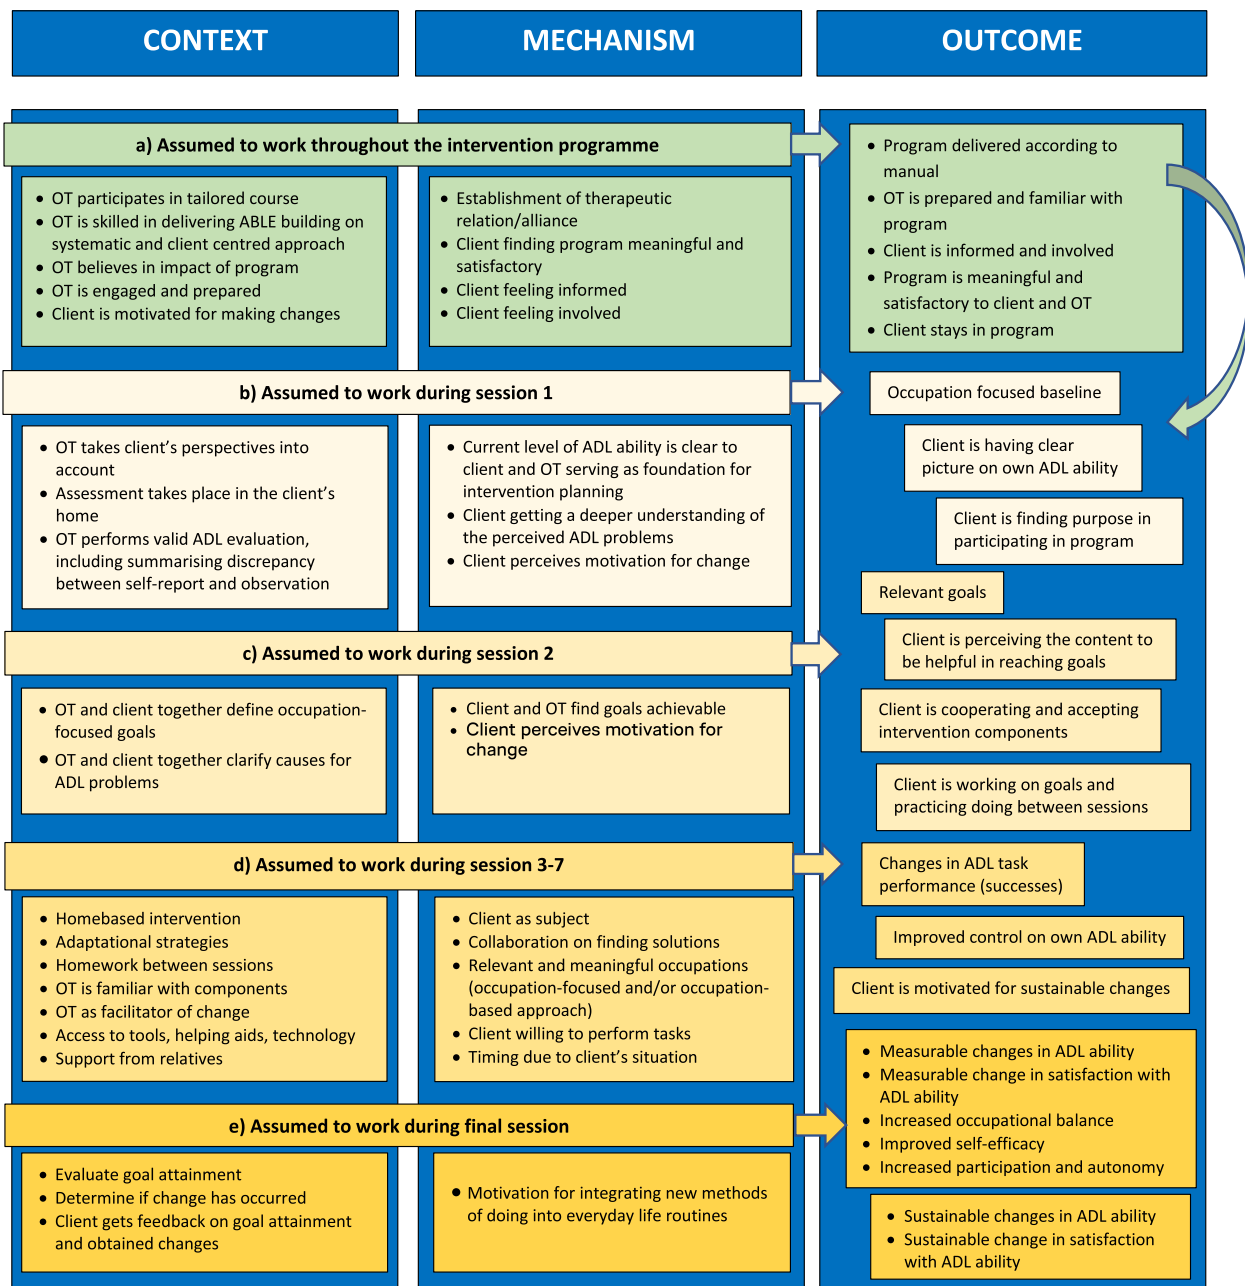 CONTEXT
MECHANISM
OUTCOME
a) Assumed to work throughout the intervention programme
• OT participates in tailored course
• OT is skilled in delivering ABLE building on
systematic and client centred approach
• OT believes in impact of program
• OT is engaged and prepared
• Client is motivated for making changes
• Establishment of therapeutic
relation/alliance
• Client finding program meaningful and
satisfactory
• Client feeling informed
• Client feeling involved
• Program delivered according to
manual
• OT is prepared and familiar with
program
• Client is informed and involved
• Program is meaningful and
satisfactory to client and OT
• Client stays in program
b) Assumed to work during session 1
• OT takes client’s perspectives into
account
• Assessment takes place in the client’s
home
• OT performs valid ADL evaluation,
including summarising discrepancy
between self-report and observation
• Current level of ADL ability is clear to
client and OT serving as foundation for
intervention planning
• Client getting a deeper understanding of
the perceived ADL problems
• Client perceives motivation for change
Occupation focused baseline
Client is having clear
picture on own ADL ability
Client is finding purpose in
participating in program
c) Assumed to work during session 2
• OT and client together define occupation-
focused goals
• OT and client together clarify causes for
ADL problems
• Client and OT find goals achievable
• Client perceives motivation for
change
Relevant goals
Client is perceiving the content to
be helpful in reaching goals
Client is cooperating and accepting
intervention components
Client is working on goals and
practicing doing between sessions
d) Assumed to work during session 3-7
• Homebased intervention
• Adaptational strategies
• Homework between sessions
• OT is familiar with components
• OT as facilitator of change
• Access to tools, helping aids, technology
• Support from relatives
• Client as subject
• Collaboration on finding solutions
• Relevant and meaningful occupations
(occupation-focused and/or occupation-
based approach)
• Client willing to perform tasks
• Timing due to client’s situation
Changes in ADL task
performance (successes)
Improved control on own ADL ability
Client is motivated for sustainable changes
e) Assumed to work during final session
• Evaluate goal attainment
• Determine if change has occurred
• Client gets feedback on goal attainment
and obtained changes
• Motivation for integrating new methods
of doing into everyday life routines
• Measurable changes in ADL ability
• Measurable change in satisfaction with
ADL ability
• Increased occupational balance
• Improved self-efficacy
• Increased participation and autonomy
• Sustainable changes in ADL ability
• Sustainable change in satisfaction
with ADL ability